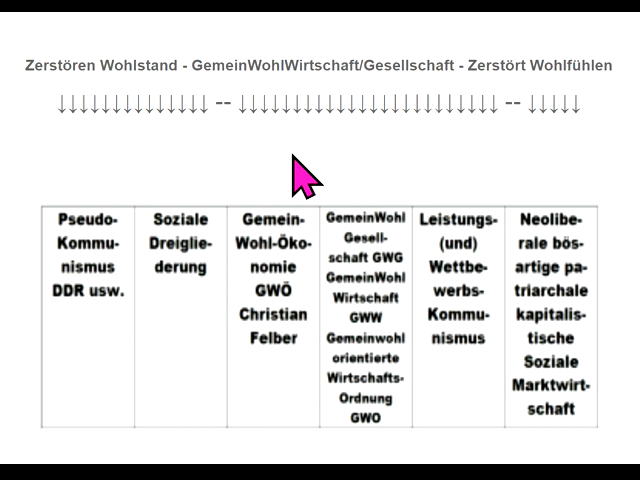 Zerstören Wohlstand - GemeinWohlWirtschaft/Gesellschaft - Zerstört Wohlfühlen
↓↓↓↓↓↓↓↓↓↓↓↓↓↓ -- ↓↓↓↓↓↓↓↓↓↓↓↓↓↓↓↓↓↓↓↓↓↓↓↓ -- ↓↓↓↓↓
Pseudo-
Kommu-
nismus
DDR usw.
Soziale
Dreiglie-
derung
Gemein-
Wohl-Öko-
nomie
GWÖ
Christian
Felber
GemeinWohl
Gesell-
schaft GWG
GemeinWohl
Wirtschaft
GWW
Gemeinwohl
orientierte
Wirtschafts-
Ordnung
GWO
Leistungs-
(und)
Wettbe-
werbs-
Kommu-
nismus
Neolibe-
rale bös-
artige pa-
triarchale
kapitalis-
tische
Soziale
Marktwirt-
schaft